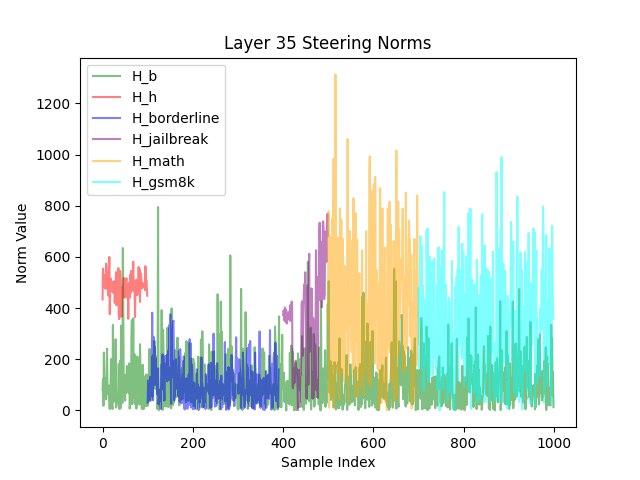 Layer 35 Steering Norms
H_b
H_h
H_borderline
H_jailbreak
H_math
H_gsm8k
Norm Value
1200
1000
800
600
400
200
0
0 200 400 600 800 1000
Sample Index